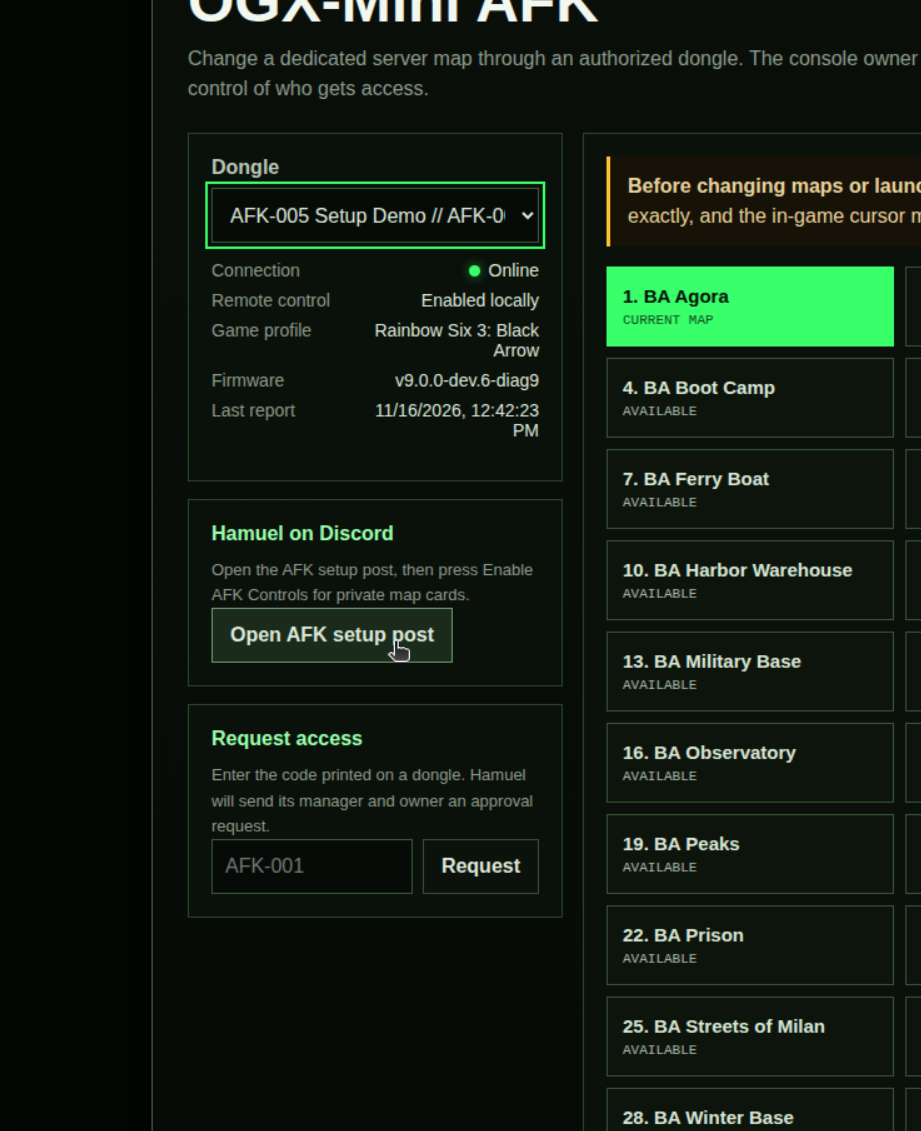 OGX-Mini AFK
Change a dedicated server map through an authorized dongle. The console owner
control of who gets access.
Dongle
AFK-005 Setup Demo // AFK-0
Connection Online
Remote control Enabled locally
Game profile Rainbow Six 3: Black
Arrow
Firmware v9.0.0-dev.6-diag9
Last report 11/16/2026, 12:42:23
PM
Hamuel on Discord
Open the AFK setup post, then press Enable
AFK Controls for private map cards.
Open AFK setup post
Request access
Enter the code printed on a dongle. Hamuel
will send its manager and owner an approval
request.
AFK-001 Request
Before changing maps or laun
exactly, and the in-game cursor m
1. BA Agora
CURRENT MAP
4. BA Boot Camp
AVAILABLE
7. BA Ferry Boat
AVAILABLE
10. BA Harbor Warehouse
AVAILABLE
13. BA Military Base
AVAILABLE
16. BA Observatory
AVAILABLE
19. BA Peaks
AVAILABLE
22. BA Prison
AVAILABLE
25. BA Streets of Milan
AVAILABLE
28. BA Winter Base